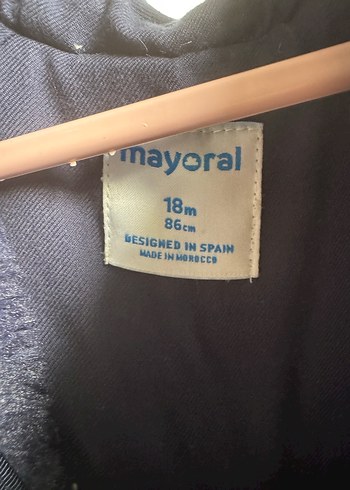 mayoral
18m
86cm
DESIGNED IN SPAIN
MADE IN MOROCCO